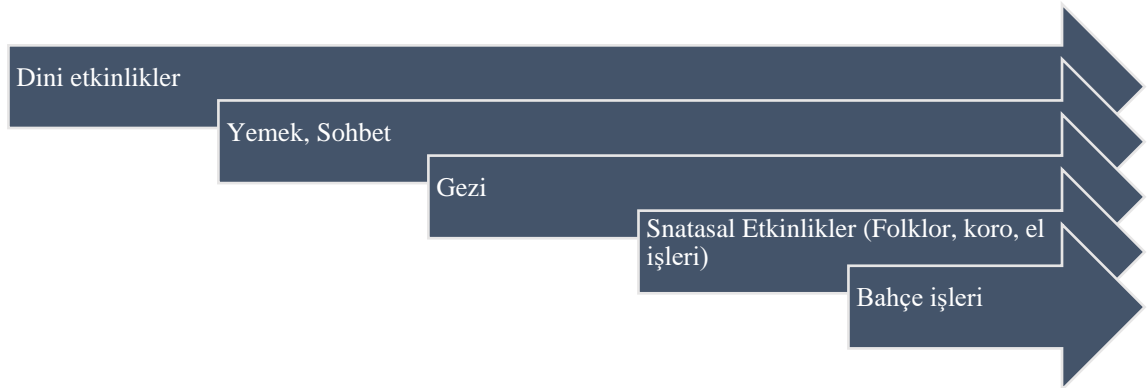 Dini etkinlikler
Yemek, Sohbet
Gezi
Snatasal Etkinlikler (Folklor, koro, el
işleri)
Bahçe işleri